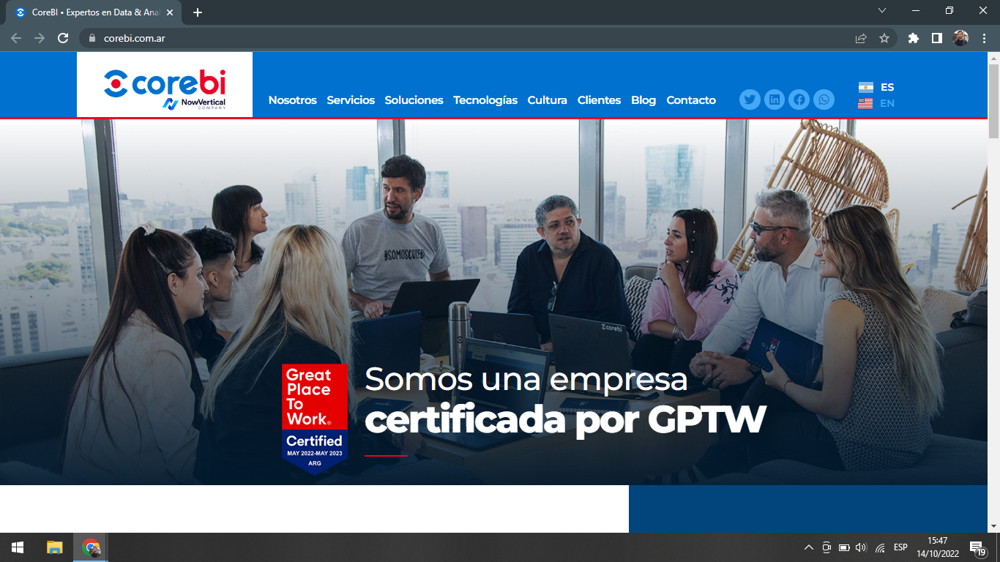 CoreBI • Expertos en Data & Anal
corebi.com.ar
corebi
NowVertical
COMPANY
Nosotros Servicios Soluciones Tecnologías Cultura Clientes Blog Contacto
ES
EN
#SOMOSCOREBI
corebi
Great
Place
To
Work®
Certified
MAY 2022-MAY 2023
ARG
Somos una empresa
certificada por GPTW
ESP
15:47
14/10/2022
19